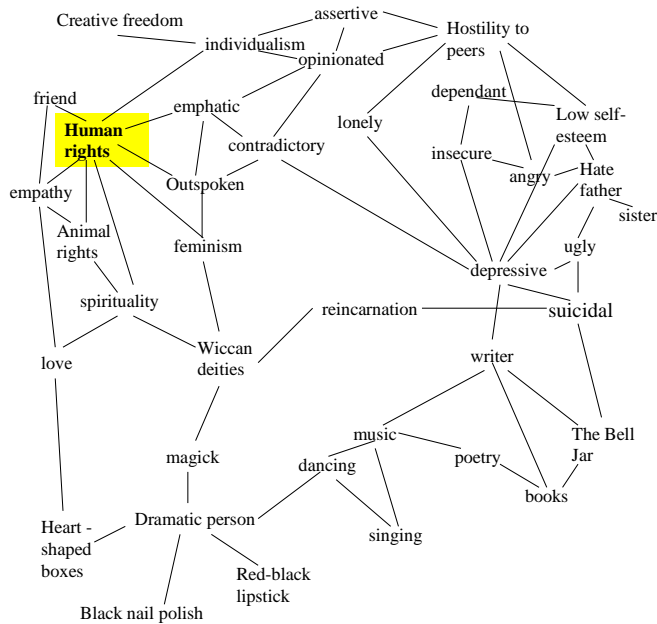 Creative freedom
assertive
individualism
Hostility to
peers
opinionated
friend
emphatic
dependant
Human
rights
lonely
Low self-
esteem
contradictory
insecure
angry
Hate
father
empathy
Outspoken
sister
Animal
rights
feminism
ugly
depressive
spirituality
reincarnation
suicidal
love
Wiccan
deities
writer
music
The Bell
Jar
magick
dancing
poetry
books
Heart -
shaped
boxes
Dramatic person
singing
Red-black
lipstick
Black nail polish